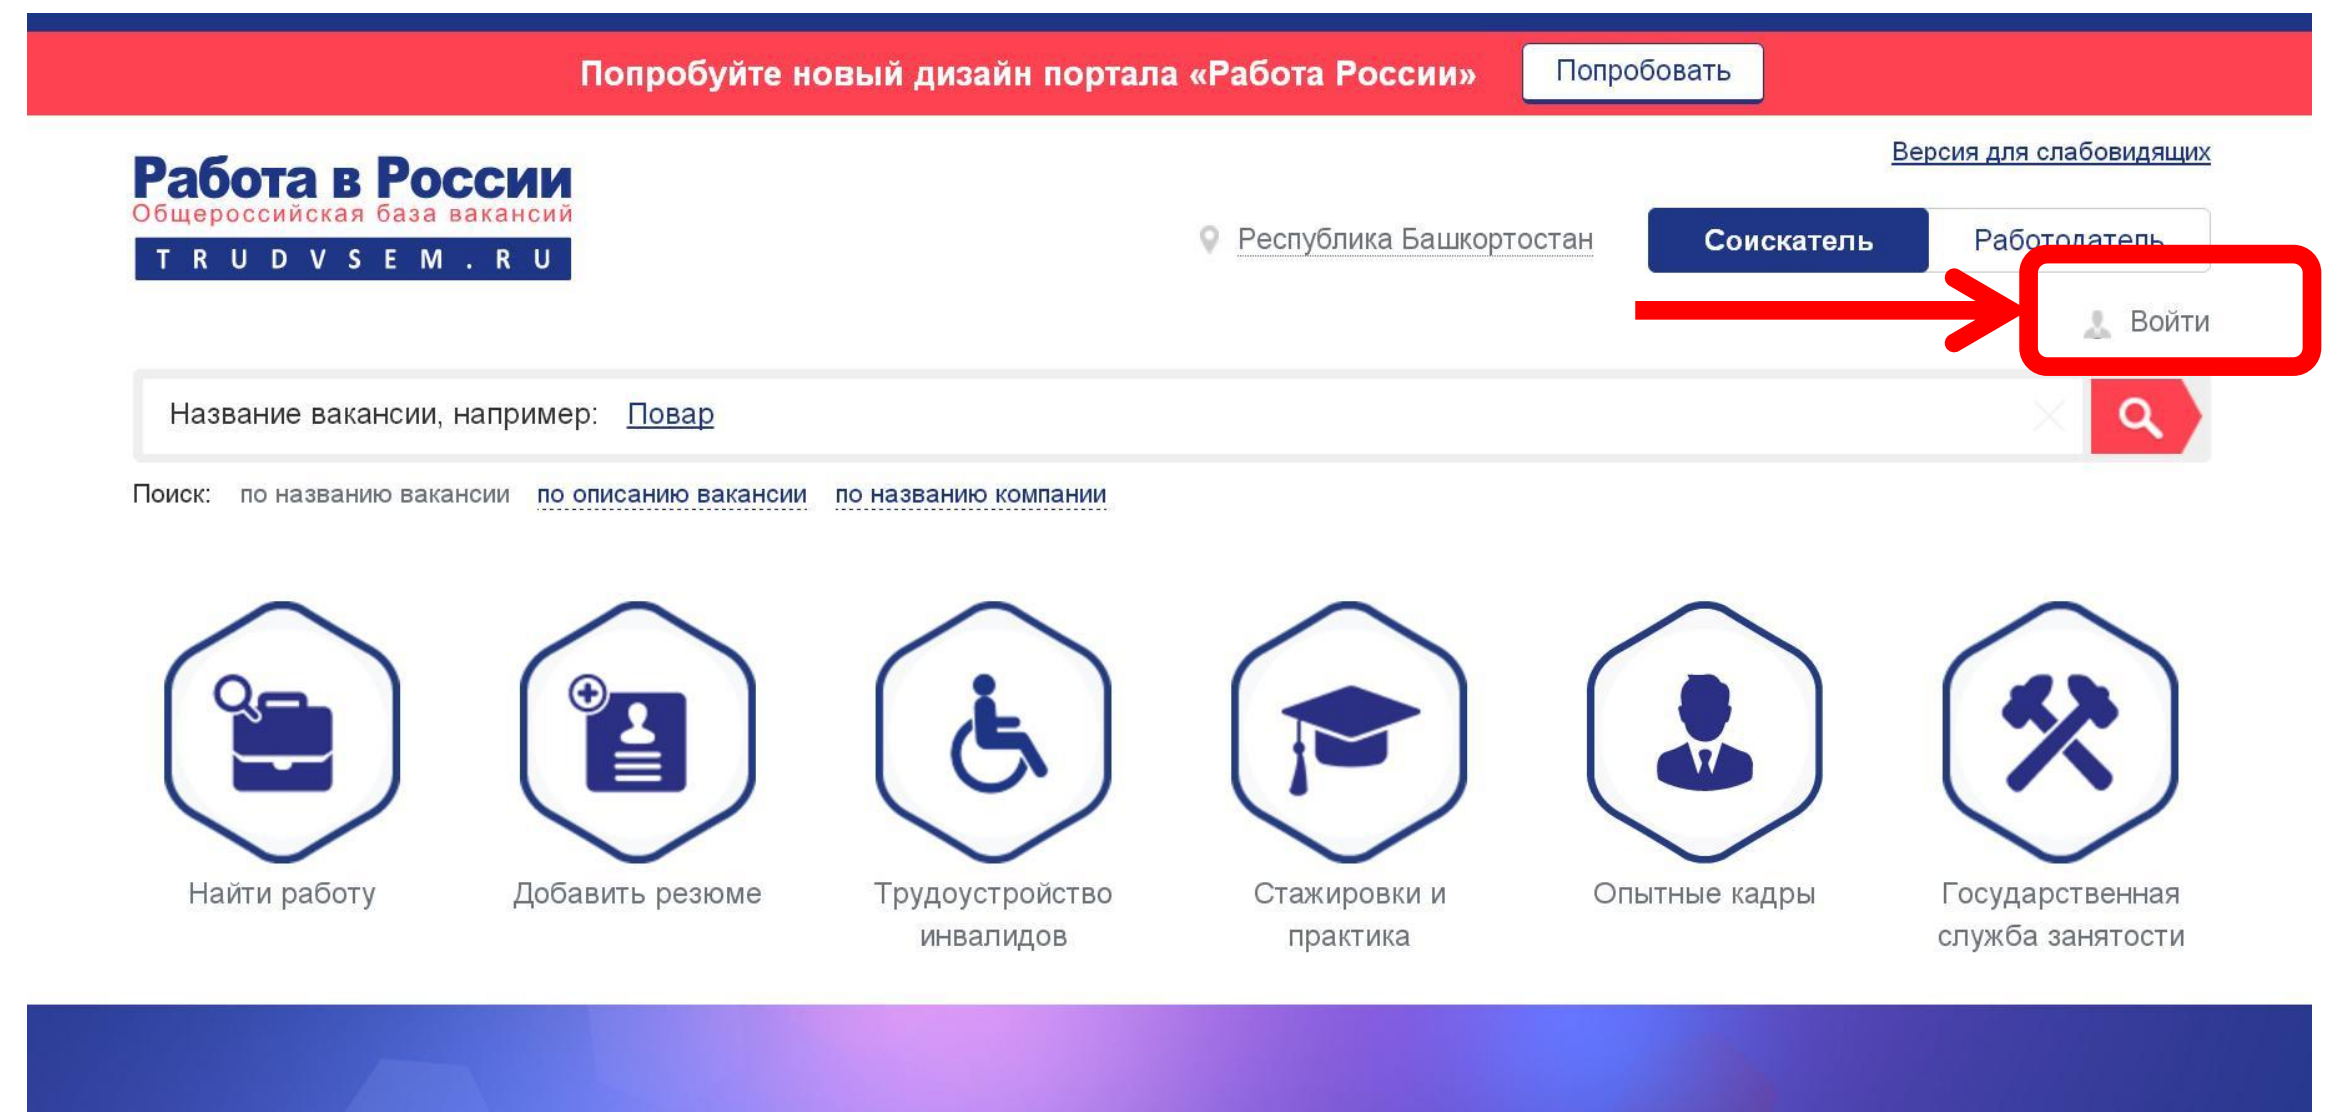 Попробуйте новый дизайн портала «Работа России» Попробовать
Версия для слабовидящих
Работа в России
Общероссийская база вакансий
TRUDVSEM.RU
Республика Башкортостан Соискатель Работодатель
Войти
Название вакансии, например: Повар
Поиск: по названию вакансии по описанию вакансии по названию компании
Найти работу
Добавить резюме
Трудоустройство
инвалидов
Стажировки и
практика
Опытные кадры
Государственная
служба занятости